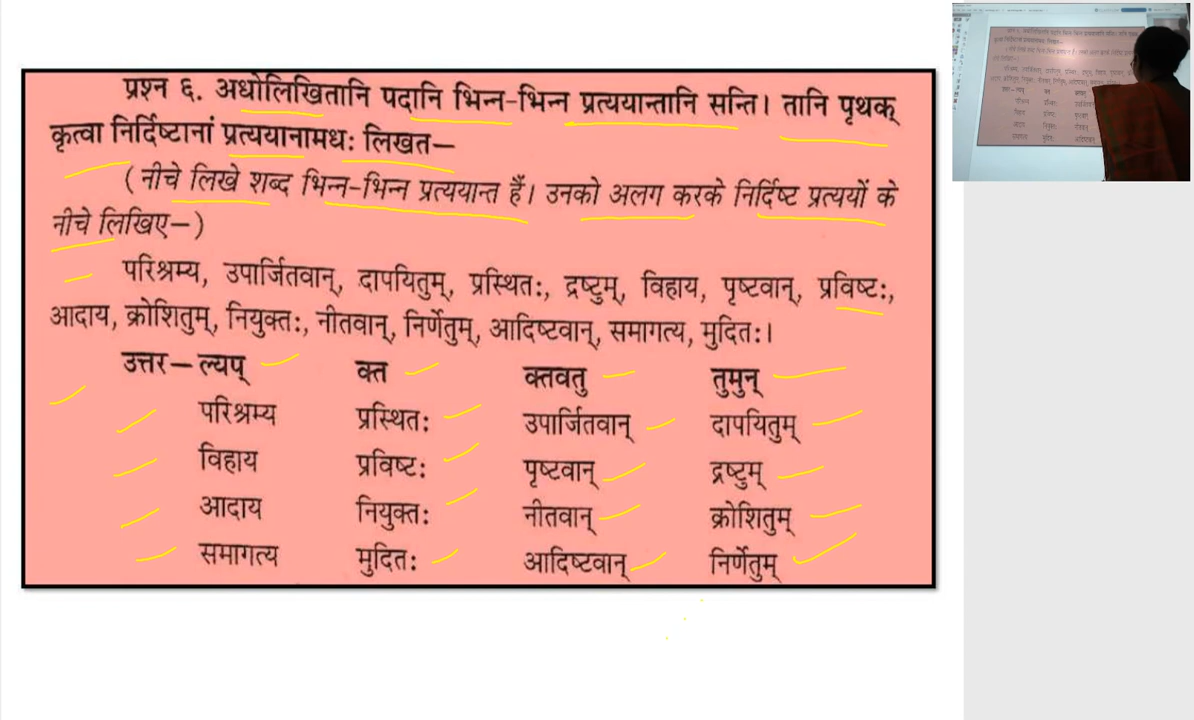 प्रश्न ६. अधोलिखितानि पदानि भिन्न-भिन्न प्रत्ययान्तानि सन्ति। तानि पृथक्
कृत्वा निर्दिष्टानां प्रत्ययानामधः लिखत—
(नीचे लिखे शब्द भिन्न-भिन्न प्रत्ययान्त हैं। उनको अलग करके निर्दिष्ट प्रत्ययों के
नीचे लिखिए—)
परिश्रम्य, उपार्जितवान्, दापयितुम्, प्रस्थितः, द्रष्टुम्, विहाय, पृष्टवान्, प्रविष्टः,
आदाय, क्रोशितुम्, नियुक्तः, नीतवान्, निर्णेतुम्, आदिष्टवान्, समागत्य, मुदितः।
उत्तर— ल्यप् क्त क्तवतु तुमुन्
परिश्रम्य प्रस्थितः उपार्जितवान् दापयितुम्
विहाय प्रविष्टः पृष्टवान् द्रष्टुम्
आदाय नियुक्तः नीतवान् क्रोशितुम्
समागत्य मुदितः आदिष्टवान् निर्णेतुम्